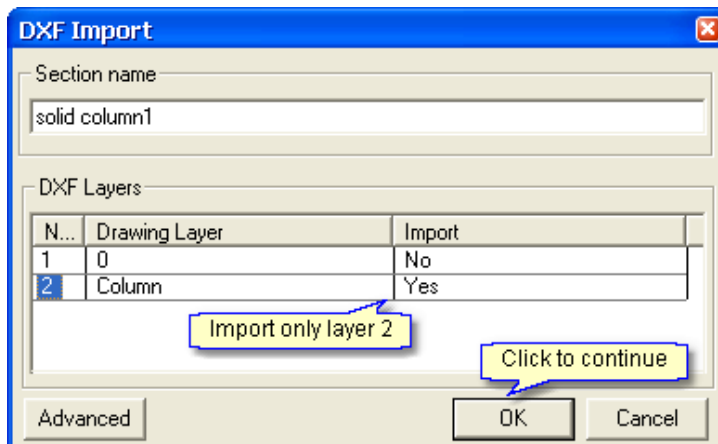 DXF Import
Section name
solid column1
DXF Layers
N... Drawing Layer Import
1 0 No
2 Column Yes
Import only layer 2
Click to continue
Advanced OK Cancel